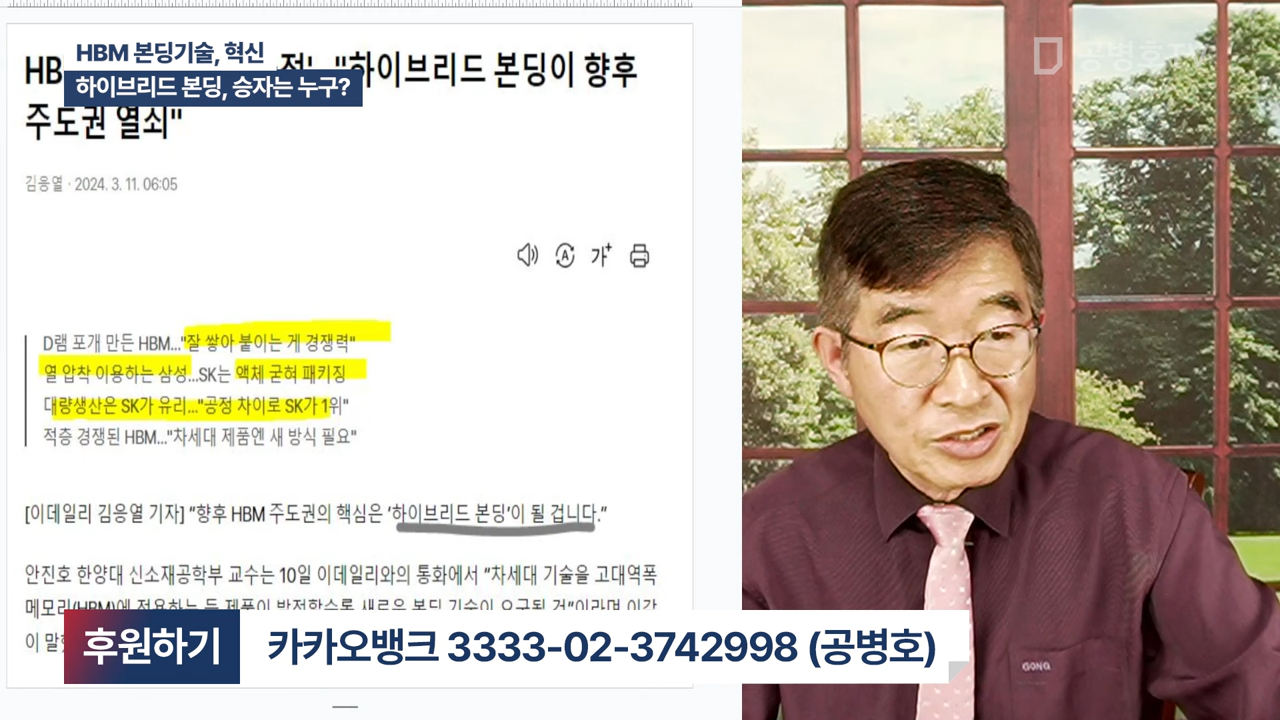 HBM 본딩기술, 혁신
하이브리드 본딩, 승자는 누구?
HB 전'..."하이브리드 본딩이 향후
주도권 열쇠"
김응열 · 2024. 3. 11. 06:05
가+
D램 포개 만든 HBM..."잘 쌓아 붙이는 게 경쟁력"
열 압착 이용하는 삼성...SK는 액체 굳혀 패키징
대량생산은 SK가 유리..."공정 차이로 SK가 1위"
적층 경쟁된 HBM..."차세대 제품엔 새 방식 필요"
[이데일리 김응열 기자] “향후 HBM 주도권의 핵심은 ‘하이브리드 본딩’이 될 겁니다.”
안진호 한양대 신소재공학부 교수는 10일 이데일리와의 통화에서 “차세대 기술을 고대역폭
메모리(HBM)에 적용하는 등 제품이 발전할수록 새로운 본딩 기술이 요구될 것”이라며 이같
이 말
후원하기
카카오뱅크 3333-02-3742998 (공병호)
공병호
GONG